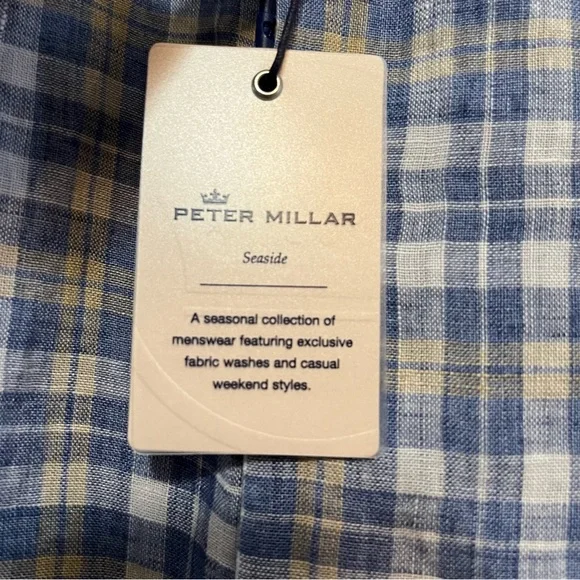 PETER MILLAR
Seaside
A seasonal collection of
menswear featuring exclusive
fabric washes and casual
weekend styles.